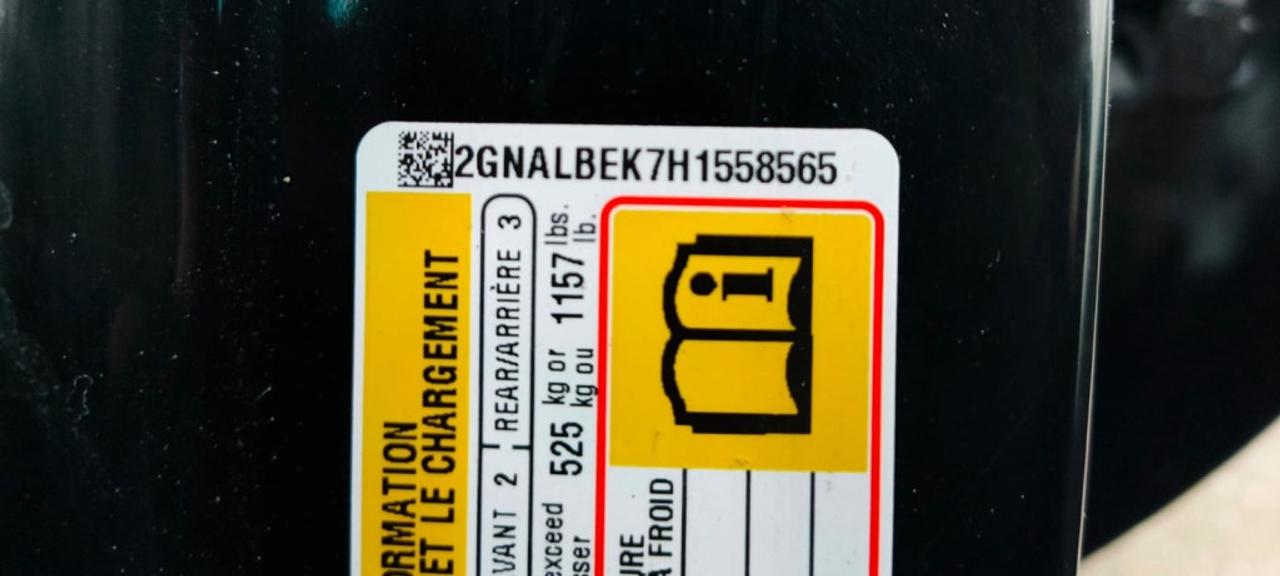 2GNALBEK7H1558565
ORMATION
ET LE CHARGEMENT
VANT 2 REAR/ARRIÈRE 3
exceed 525 kg or 1157 lbs.
sser kg ou lb.
i
URE
À FROID